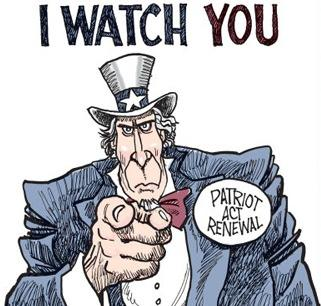 I WATCH YOU
PATRIOT
ACT
RENEWAL